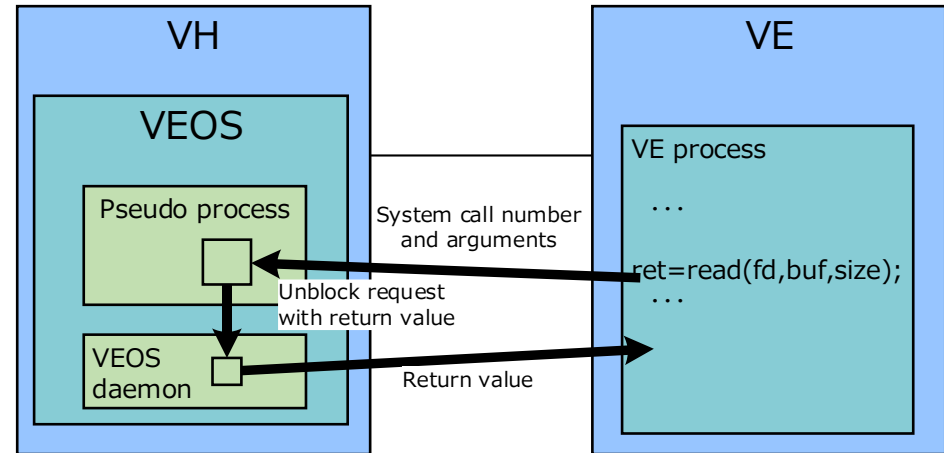 VH
VEOS
Pseudo process
System call number
and arguments
Unblock request
with return value
VEOS
daemon
Return value
VE
VE process
...
ret=read(fd,buf,size);
...